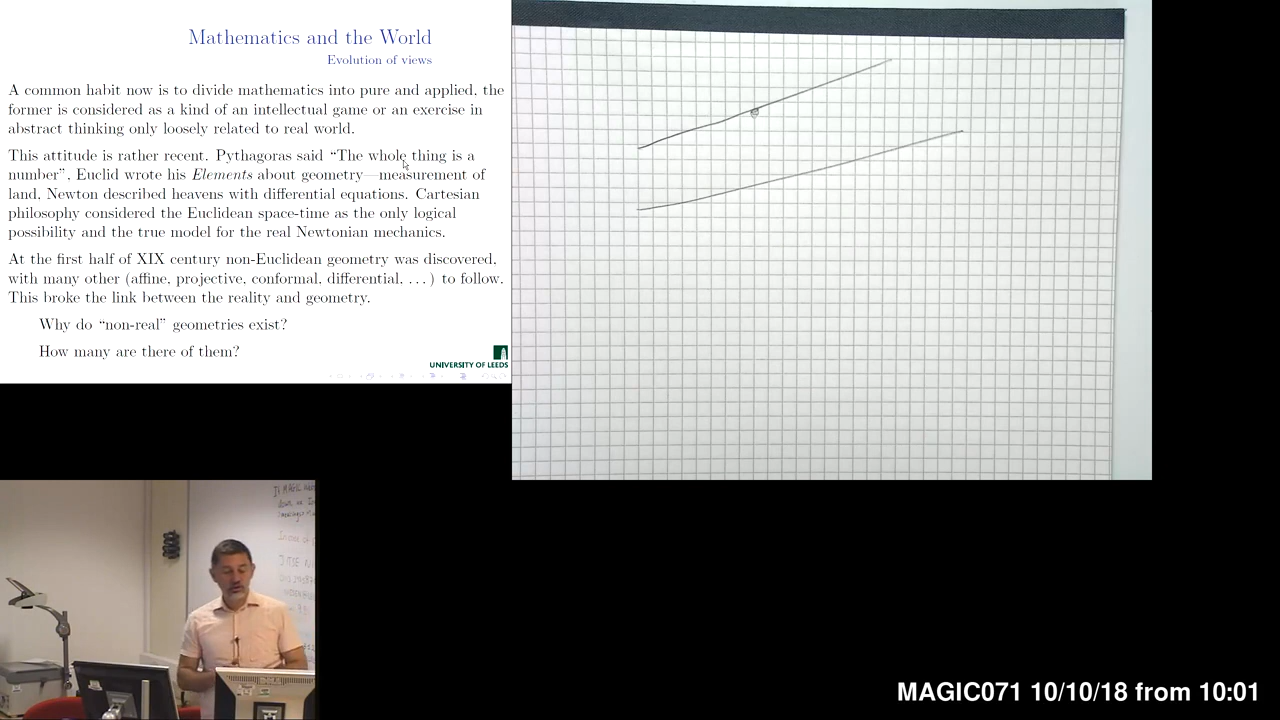 Mathematics and the World
Evolution of views
A common habit now is to divide mathematics into pure and applied, the
former is considered as a kind of an intellectual game or an exercise in
abstract thinking only loosely related to real world.
This attitude is rather recent. Pythagoras said “The whole thing is a
number”. Euclid wrote his Elements about geometry—measurement of
land. Newton described heavens with differential equations. Cartesian
philosophy considered the Euclidean space-time as the only logical
possibility and the true model for the real Newtonian mechanics.
At the first half of XIX century non-Euclidean geometry was discovered,
with many other (affine, projective, conformal, differential, ...) to follow.
This broke the link between the reality and geometry.
Why do “non-real” geometries exist?
How many are there of them?
UNIVERSITY OF LEEDS
If MAGIC
In case of
MAGIC071 10/10/18 from 10:01